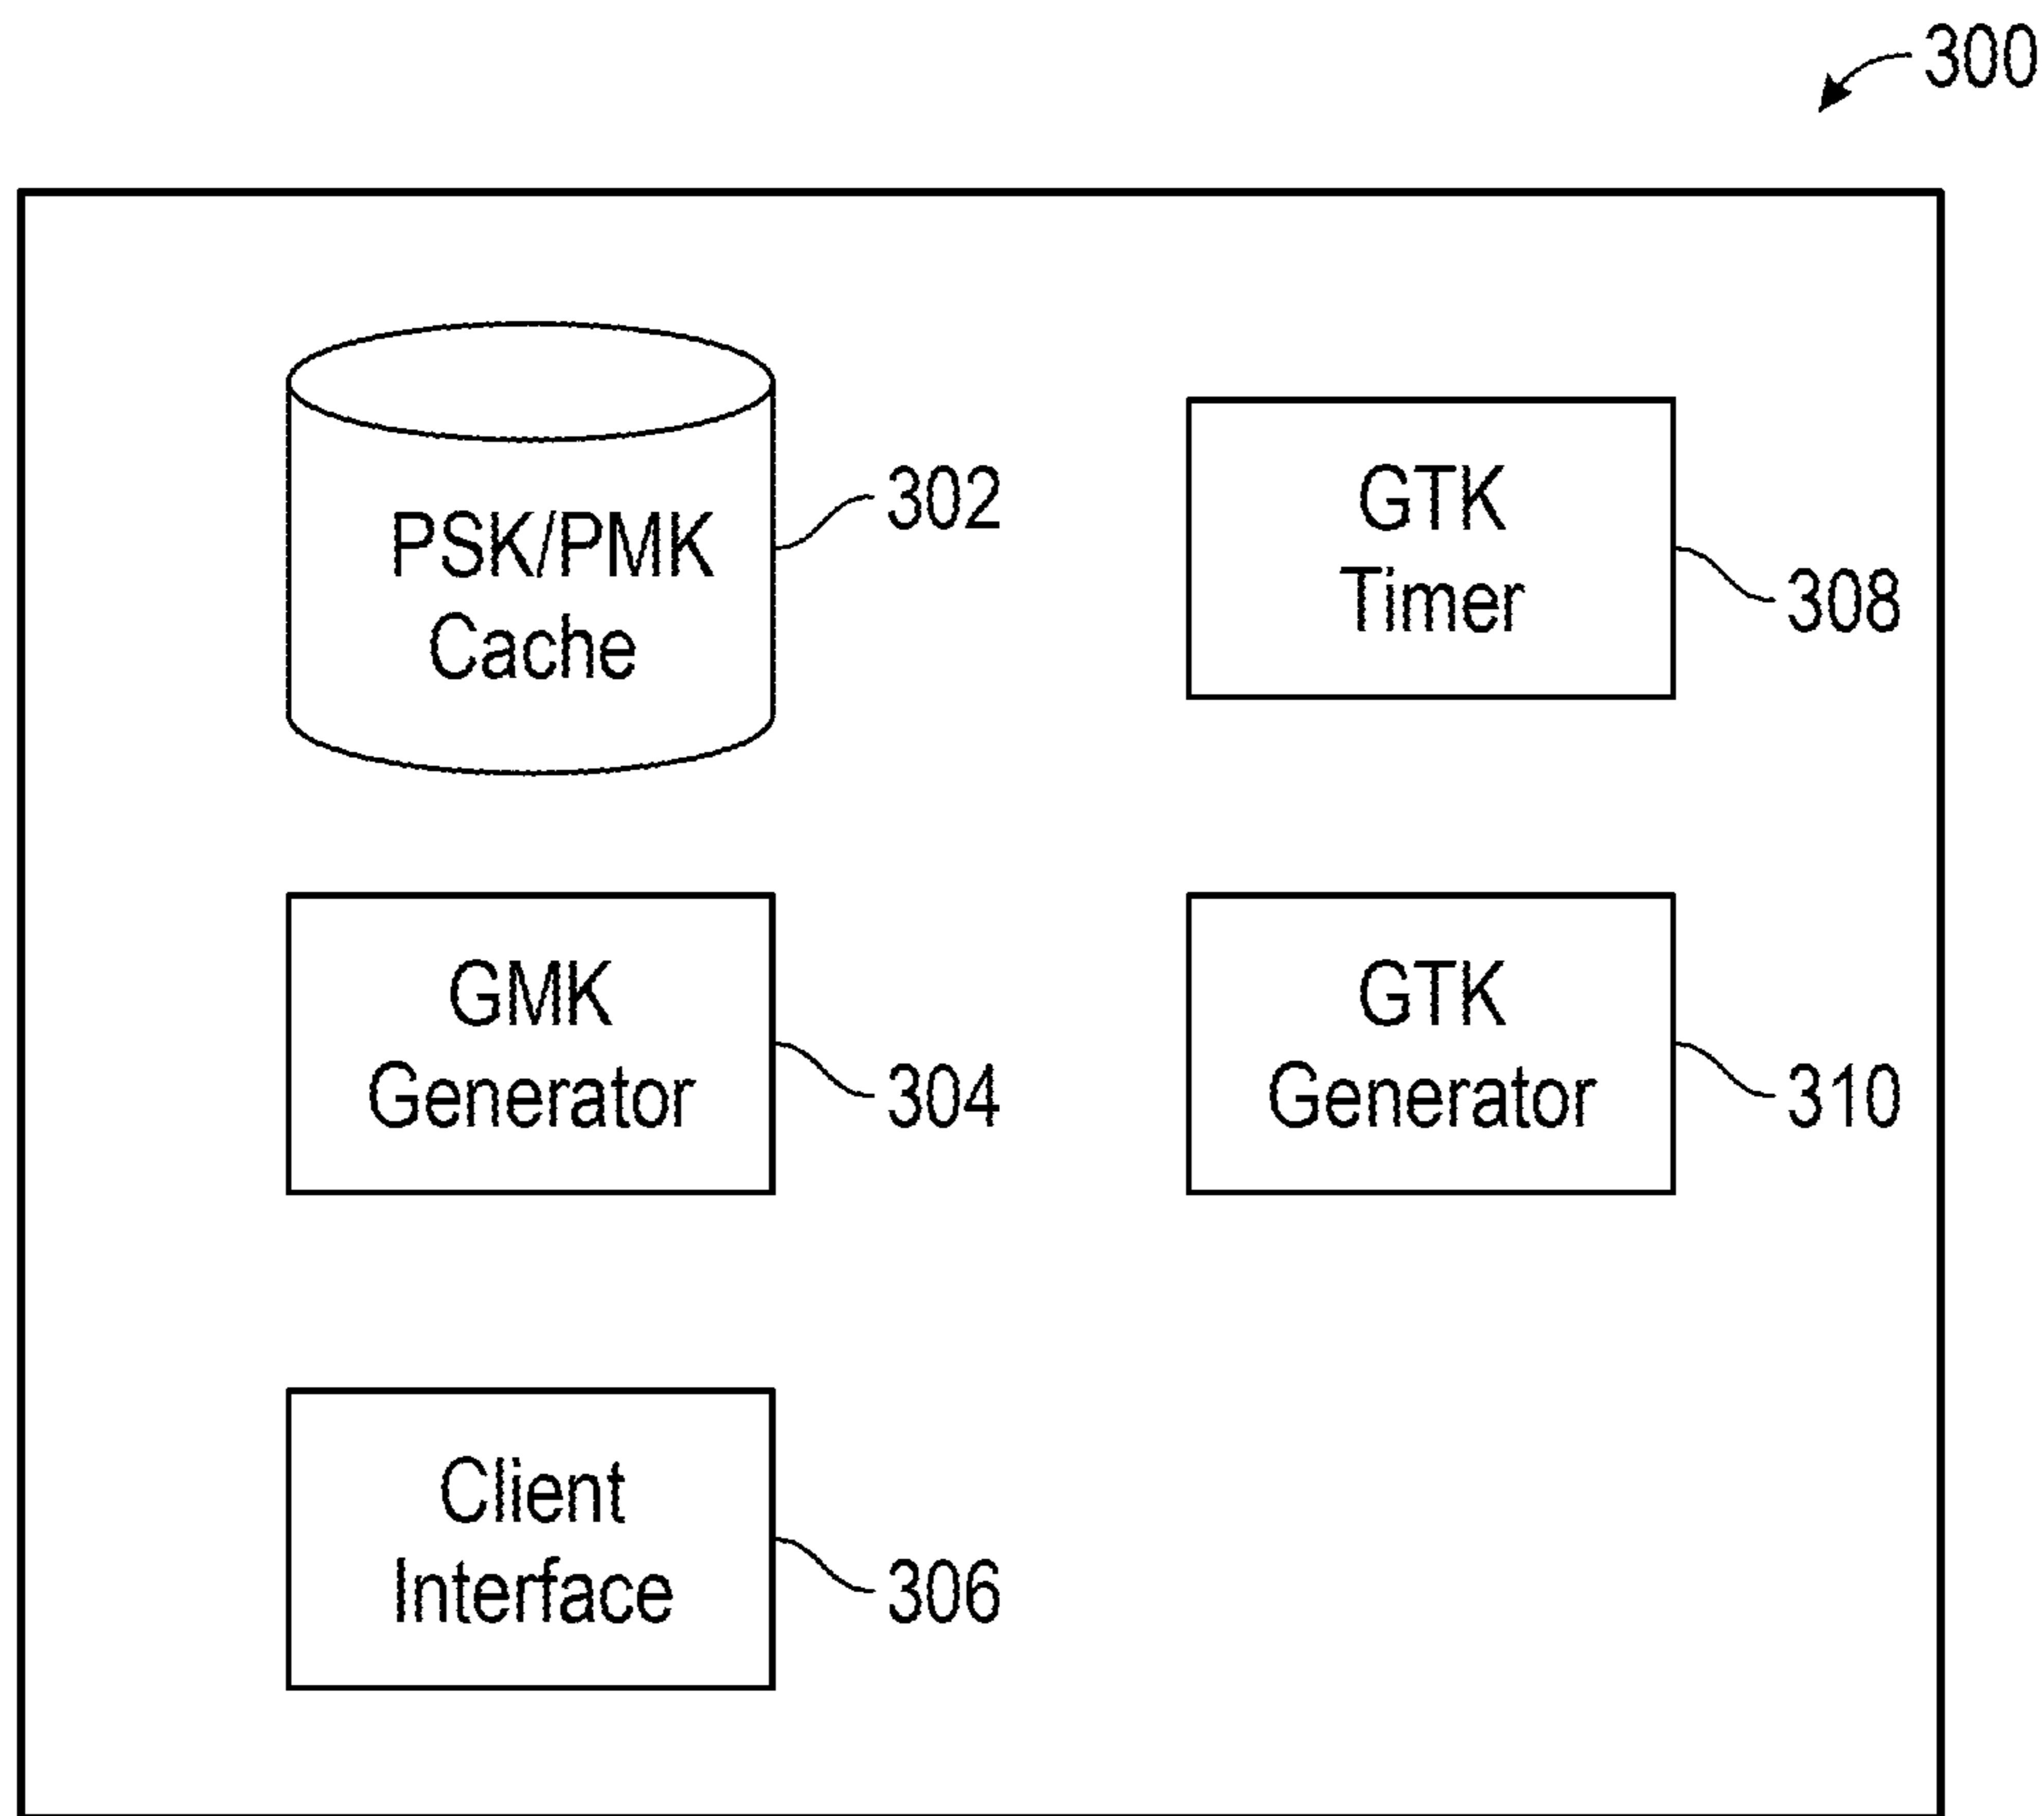 300
PSK/PMK
Cache
302
GTK
Timer
308
GMK
Generator
304
GTK
Generator
310
Client
Interface
306